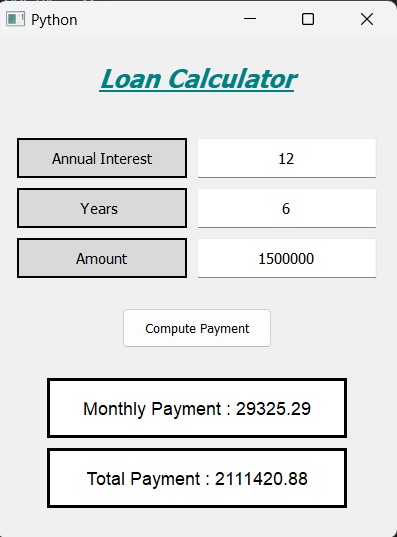 Python
Loan Calculator
Annual Interest 12
Years 6
Amount 1500000
Compute Payment
Monthly Payment : 29325.29
Total Payment : 2111420.88